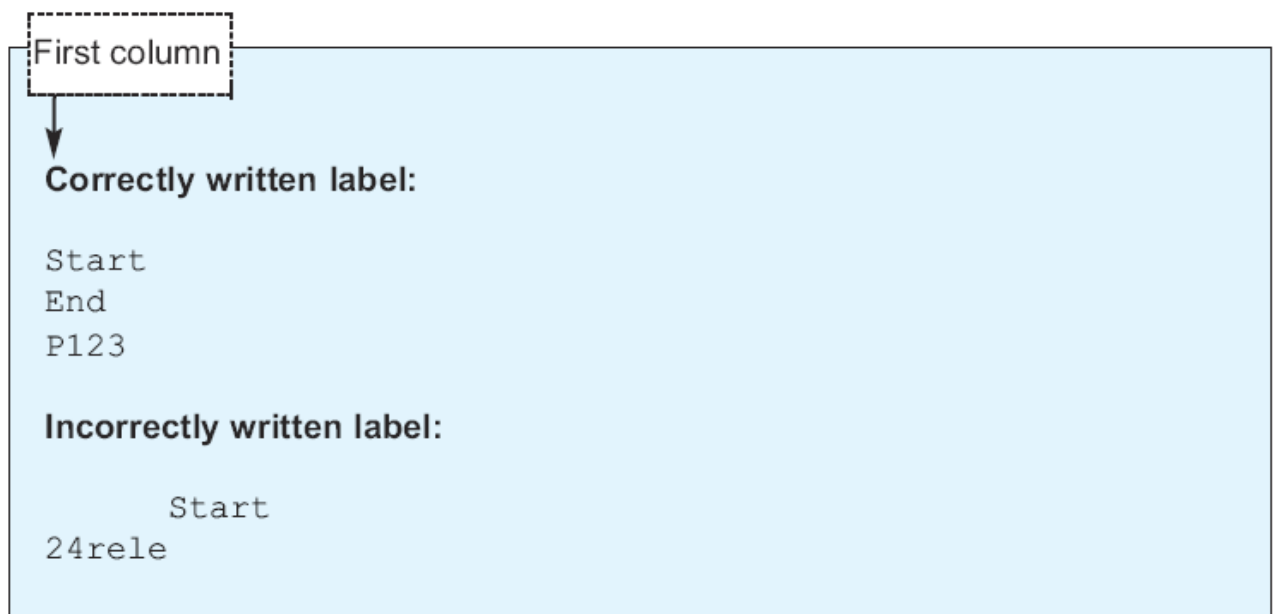 First column
Correctly written label:
Start
End
P123
Incorrectly written label:
Start
24rele